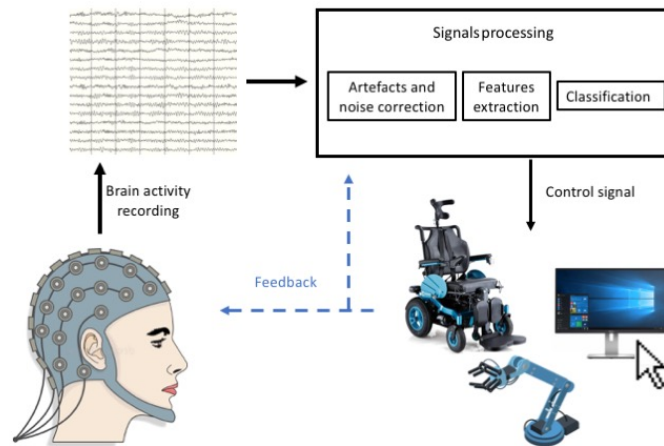 Signals processing
Artefacts and
noise correction
Features
extraction
Classification
Brain activity
recording
Control signal
Feedback